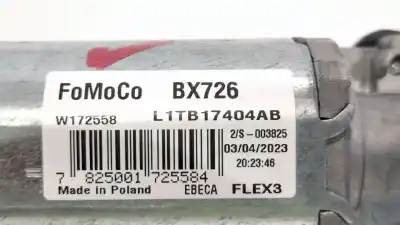 FoMoCo BX726
W172558 L1TB17404AB
2/S-003825
03/04/2023
20:23:46
7 825001 725584
Made in Poland EBECA FLEX3